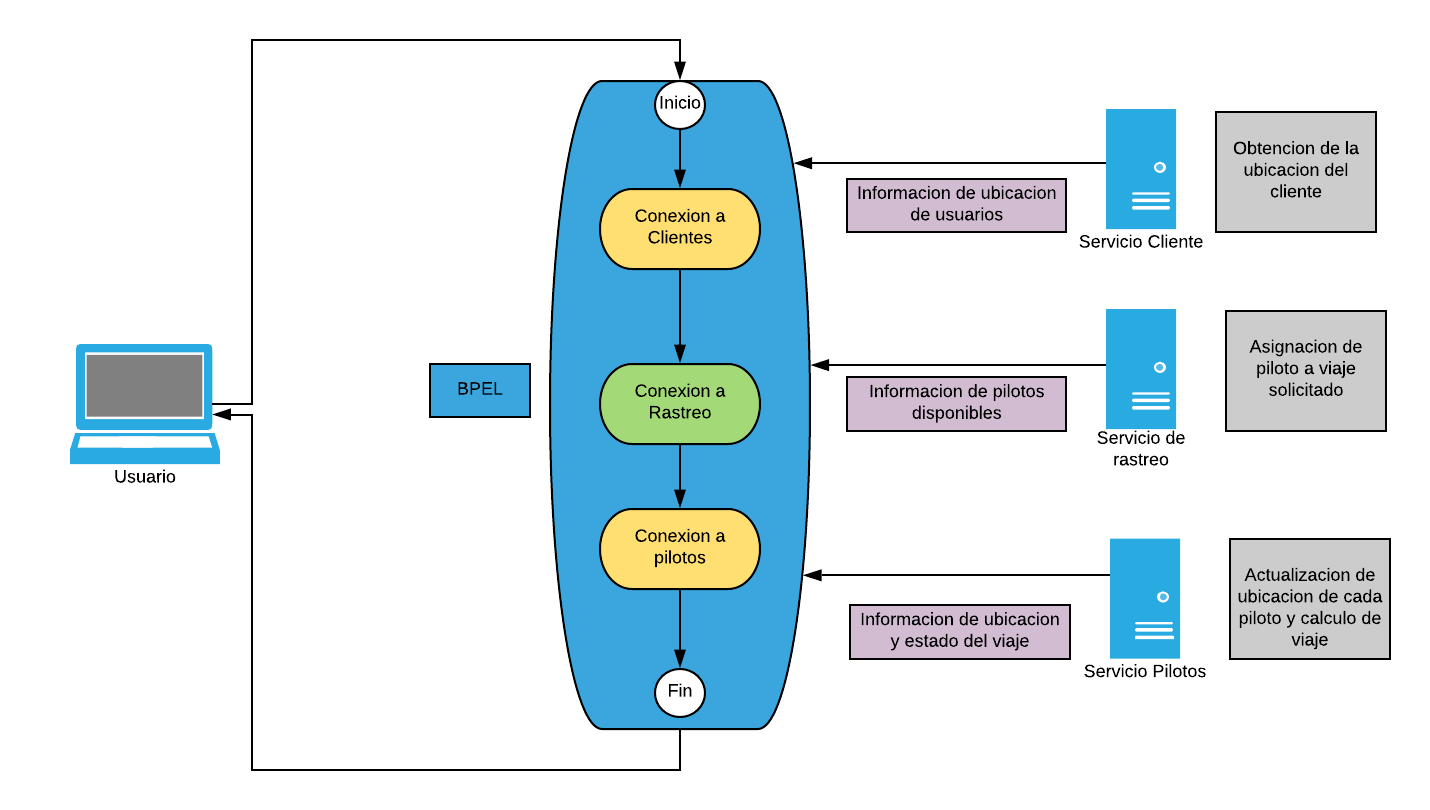 Inicio
Conexion a
Clientes
Conexion a
Rastreo
Conexion a
pilotos
Fin
BPEL
Usuario
Informacion de ubicacion
de usuarios
Servicio Cliente
Obtencion de la
ubicacion del
cliente
Informacion de pilotos
disponibles
Servicio de
rastreo
Asignacion de
piloto a viaje
solicitado
Informacion de ubicacion
y estado del viaje
Servicio Pilotos
Actualizacion de
ubicacion de cada
piloto y calculo de
viaje